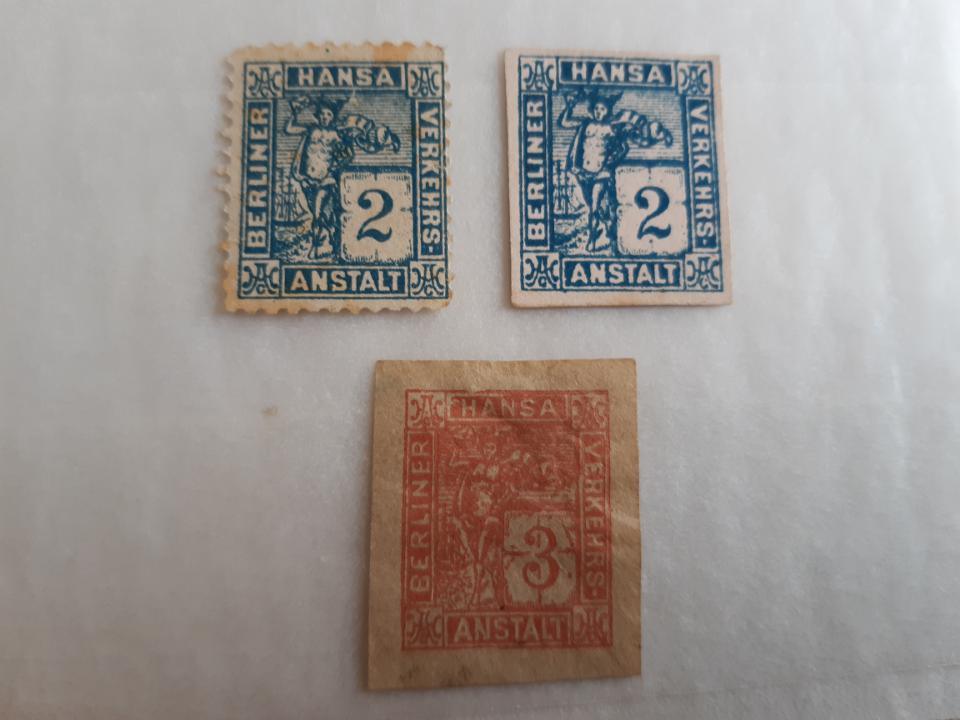 HANSA
BERLINER
VERKEHRS-
2
ANSTALT
HANSA
BERLINER
VERKEHRS-
2
ANSTALT
HANSA
BERLINER
VERKEHRS-
3
ANSTALT